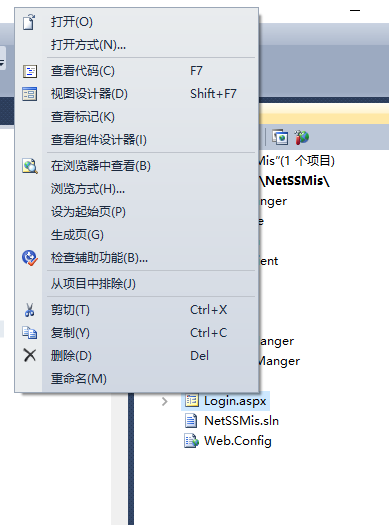 打开(O)
打开方式(N)...
查看代码(C) F7
视图设计器(D) Shift+F7
查看标记(K)
查看组件设计器(I)
在浏览器中查看(B)
浏览方式(H)...
设为起始页(P)
生成页(G)
检查辅助功能(B)...
从项目中排除(J)
剪切(T) Ctrl+X
复制(Y) Ctrl+C
删除(D) Del
重命名(M)
Mis"(1 个项目)
\NetSSMis\
nger
e
ent
anger
Manger
Login.aspx
NetSSMis.sln
Web.Config